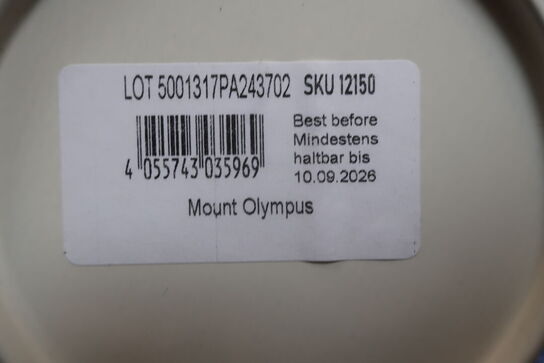 LOT 5001317PA243702 SKU 12150
4 055743 035969
Best before
Mindestens
haltbar bis
10.09.2026
Mount Olympus